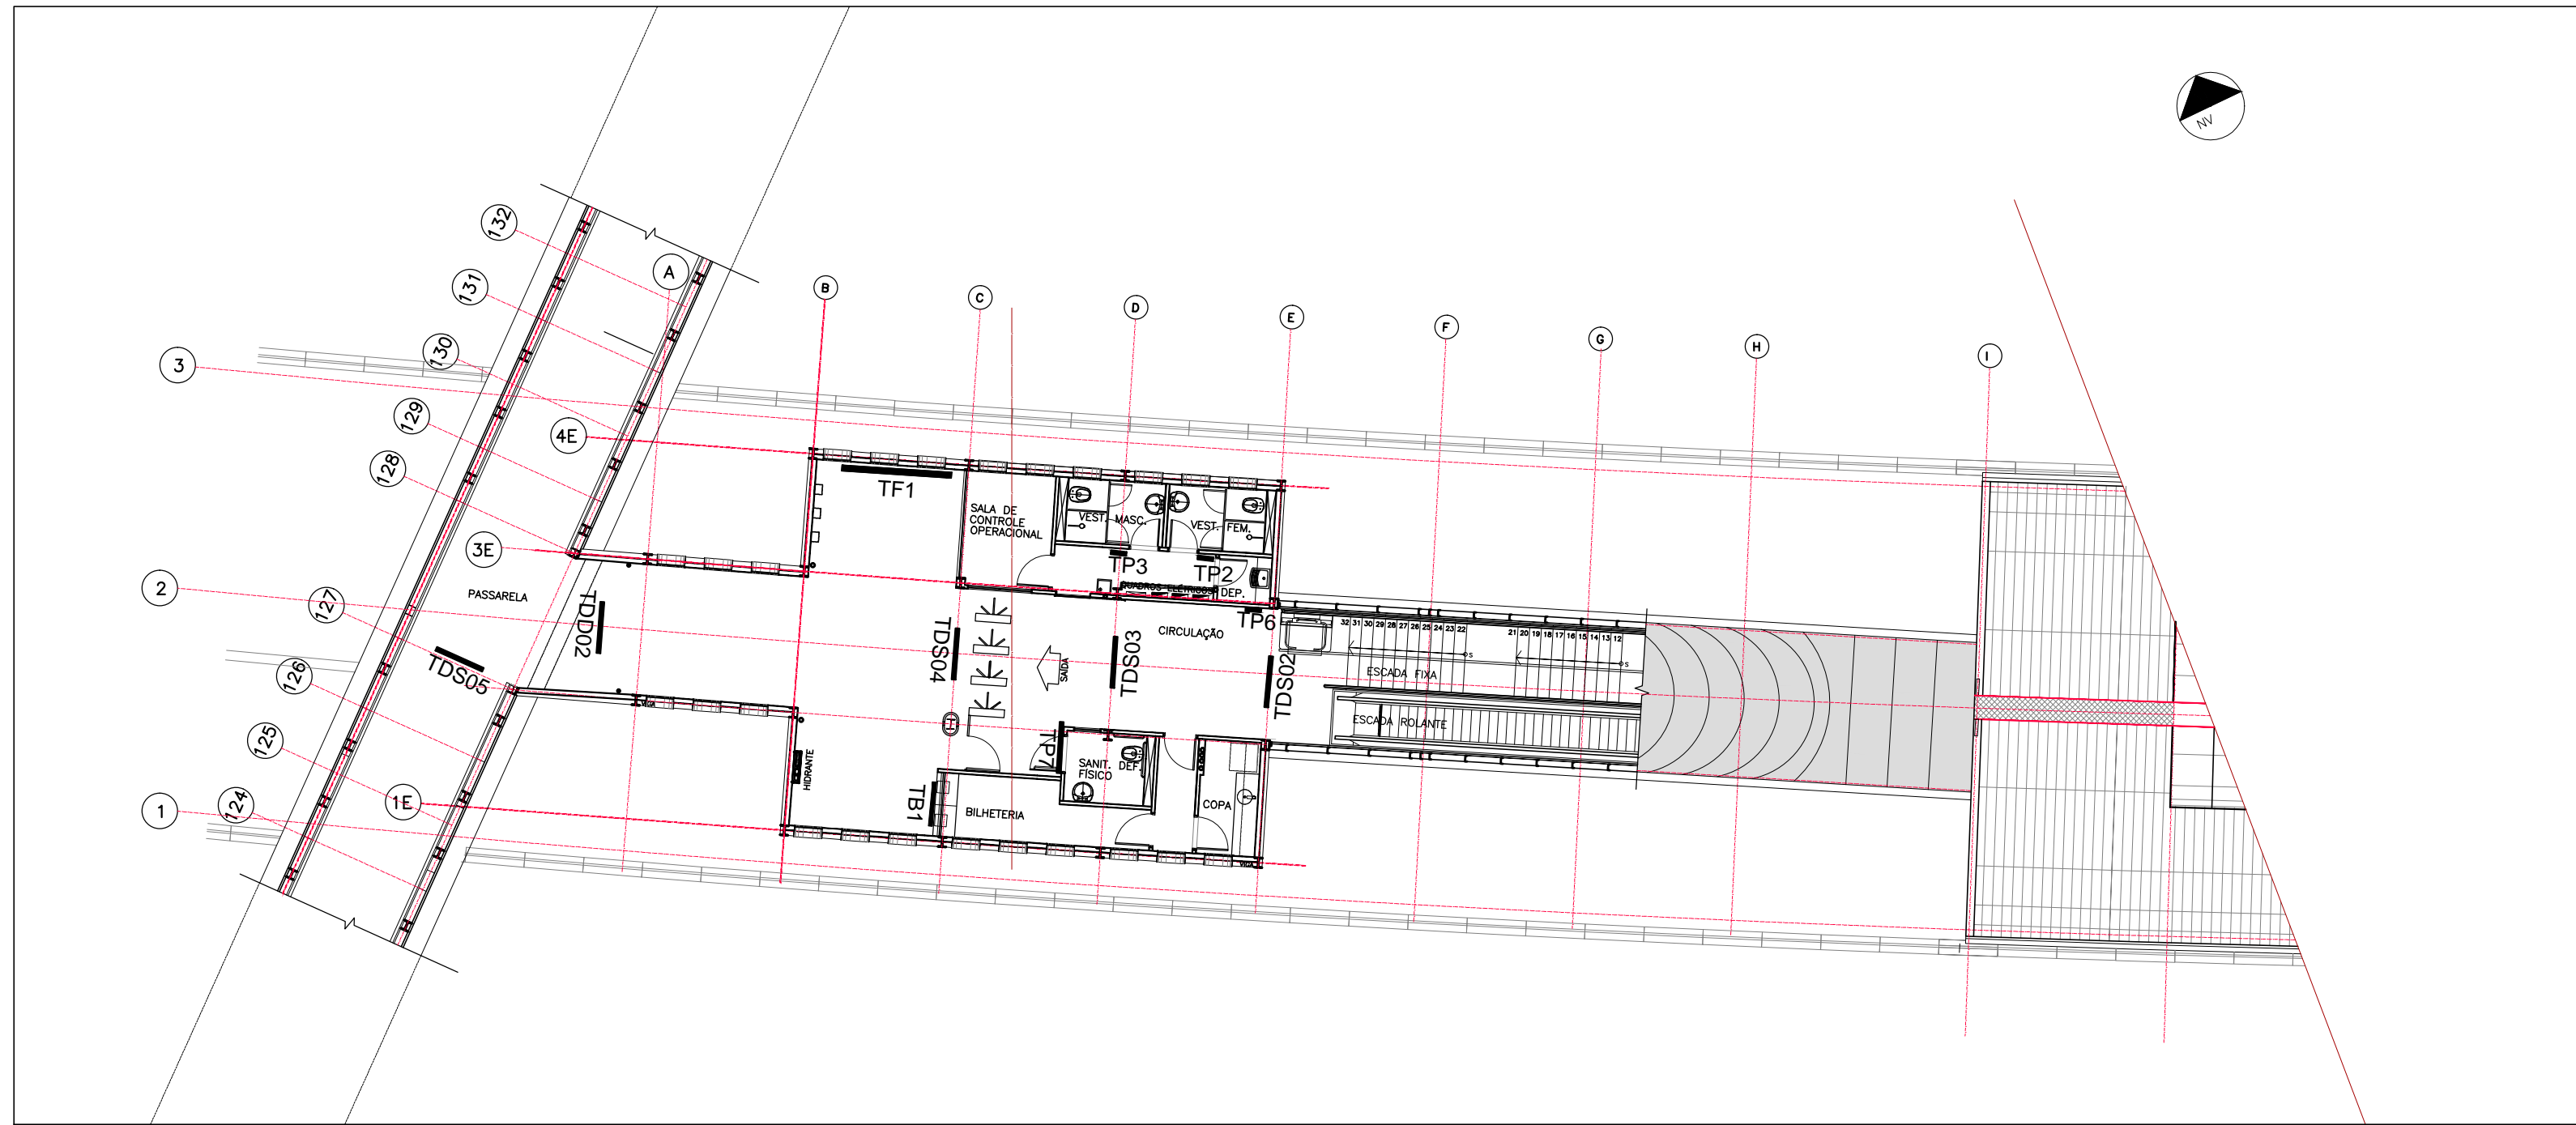 NV
132
131
130
129
128
127
126
125
124
A
B
C
D
E
F
G
H
I
3
4E
3E
2
1E
1
TF1
SALA DE
CONTROLE
OPERACIONAL
VEST. MASC.
VEST. FEM.
TP3
TP2
QUADROS ELÉTRICOS
DEP.
TP6
PASSARELA
TDD02
TDS05
TDS04
SAÍDA
TDS03
CIRCULAÇÃO
TDS02
32 31 30 29 28 27 26 25 24 23 22
21 20 19 18 17 16 15 14 13 12
S
S
ESCADA FIXA
ESCADA ROLANTE
VIGA
HIDRANTE
TP7
SANIT. DEF.
FÍSICO
TB1
BILHETERIA
COPA
VIGA